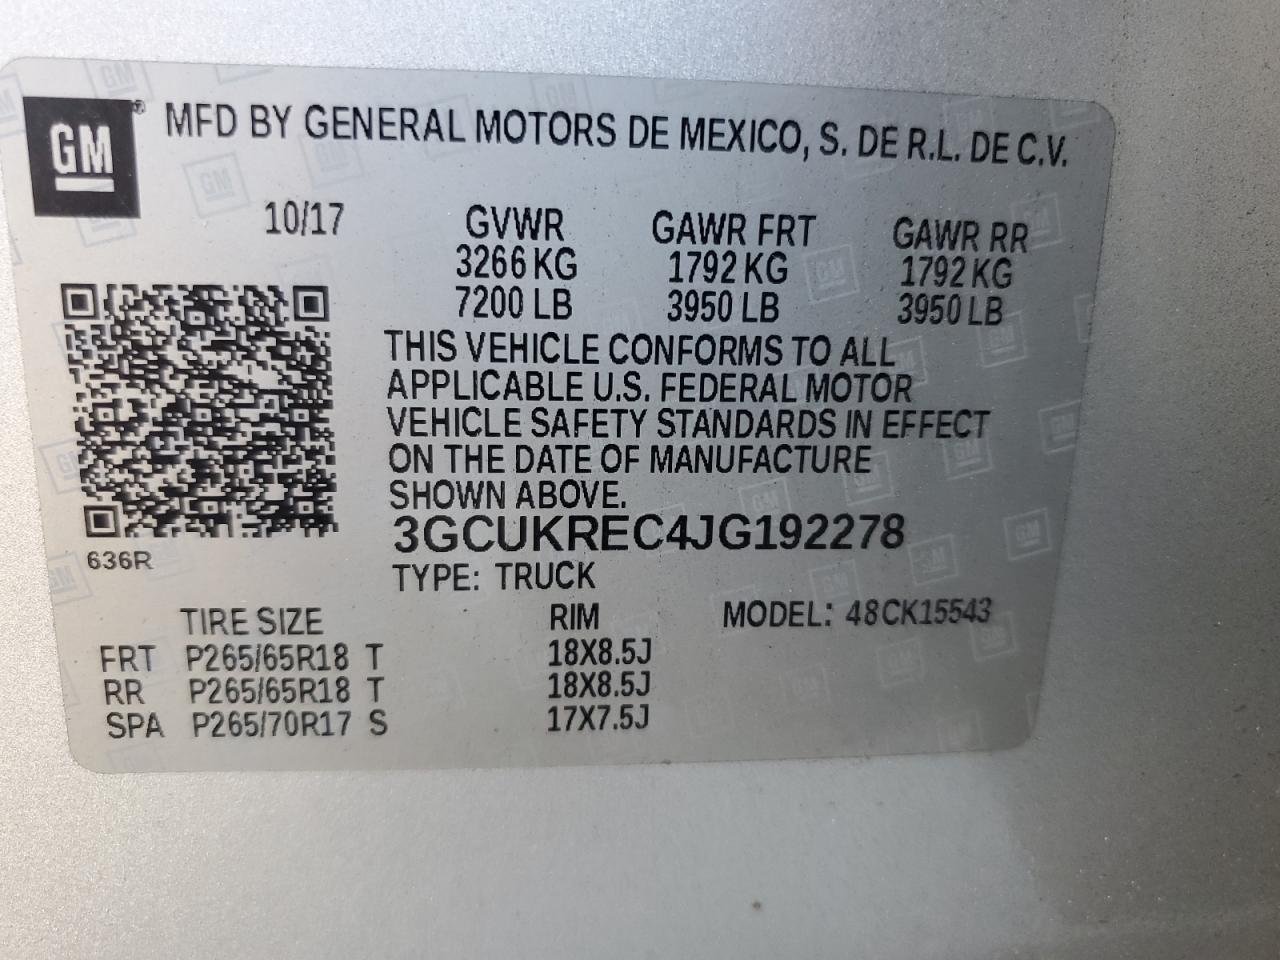 GM® MFD BY GENERAL MOTORS DE MEXICO, S. DE R.L. DE C.V.
10/17 GVWR GAWR FRT GAWR RR
3266 KG 1792 KG 1792 KG
7200 LB 3950 LB 3950 LB
THIS VEHICLE CONFORMS TO ALL
APPLICABLE U.S. FEDERAL MOTOR
VEHICLE SAFETY STANDARDS IN EFFECT
ON THE DATE OF MANUFACTURE
SHOWN ABOVE.
3GCUKREC4JG192278
636R
TYPE: TRUCK
TIRE SIZE RIM MODEL: 48CK15543
FRT P265/65R18 T 18X8.5J
RR P265/65R18 T 18X8.5J
SPA P265/70R17 S 17X7.5J